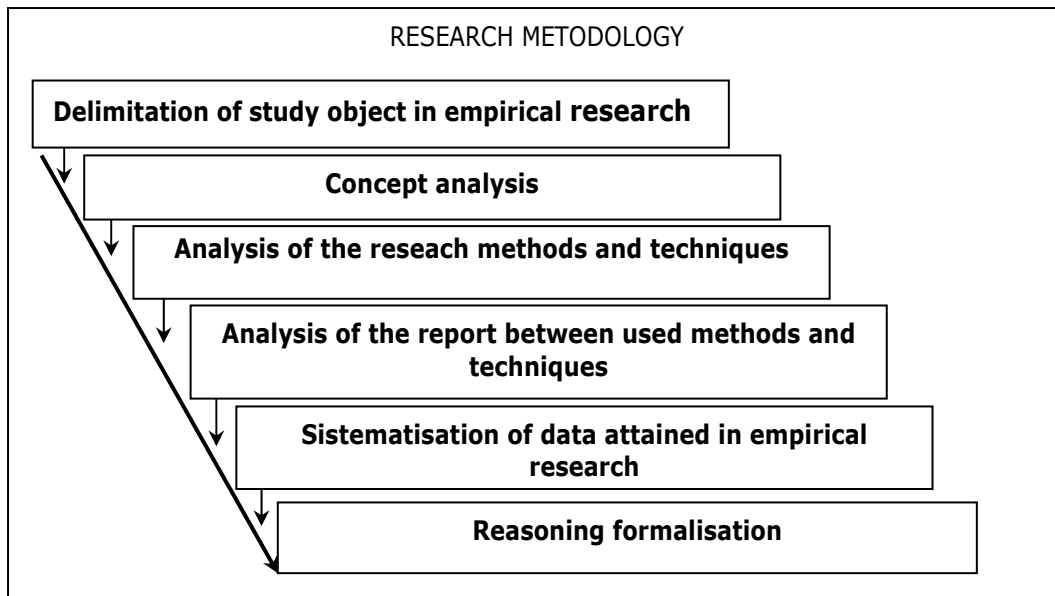 RESEARCH METODOLOGY
Delimitation of study object in empirical research
Concept analysis
Analysis of the reseach methods and techniques
Analysis of the report between used methods and
techniques
Sistematisation of data attained in empirical
research
Reasoning formalisation